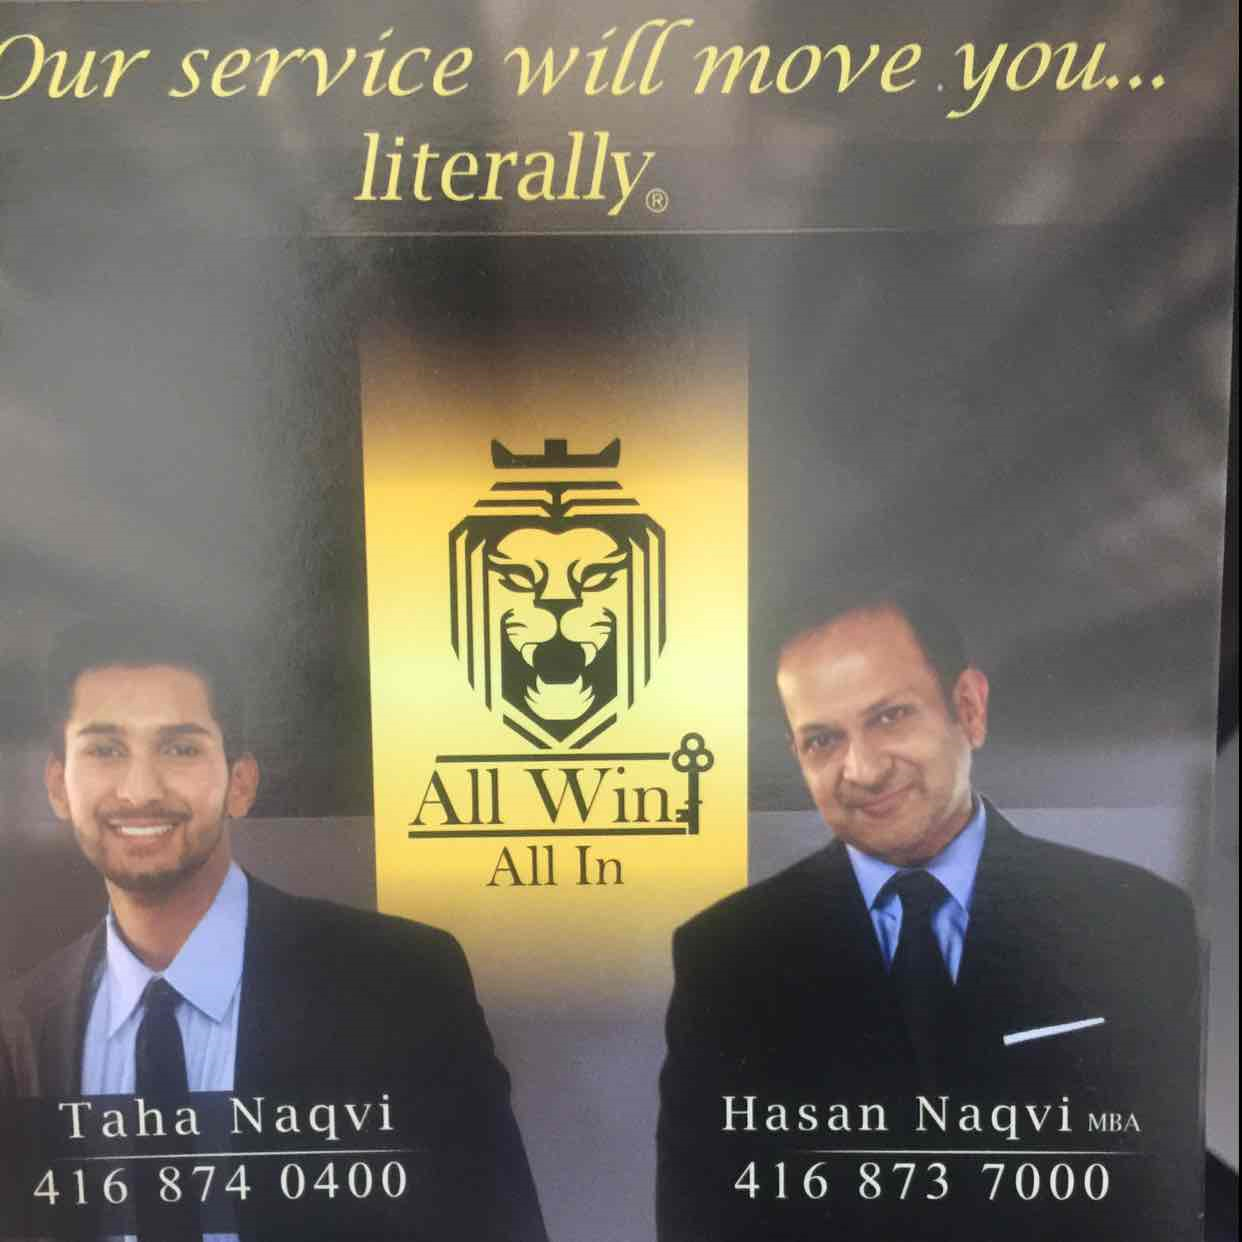 Our service will move you...
literally®
All Win
All In
Taha Naqvi
416 874 0400
Hasan Naqvi MBA
416 873 7000